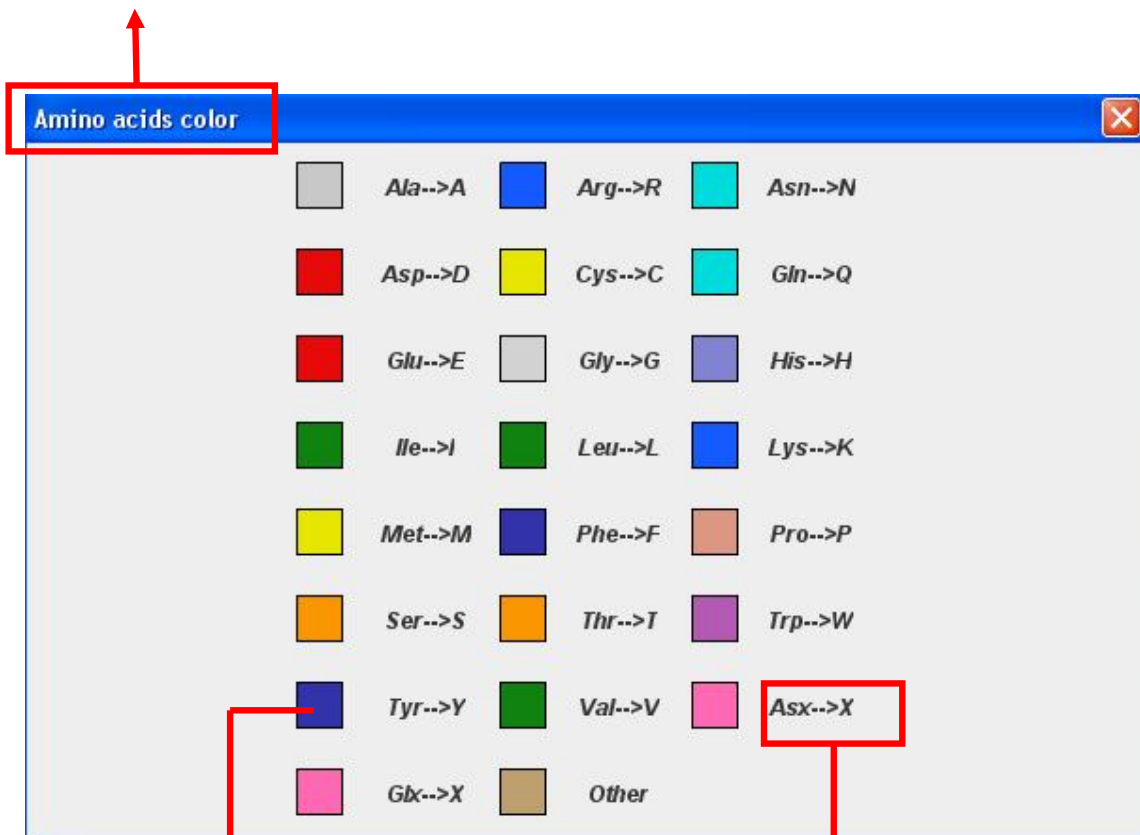 Amino acids color
Ala-->A Arg-->R Asn-->N
Asp-->D Cys-->C Gln-->Q
Glu-->E Gly-->G His-->H
Ile-->I Leu-->L Lys-->K
Met-->M Phe-->F Pro-->P
Ser-->S Thr-->T Trp-->W
Tyr-->Y Val-->V Asx-->X
Glx-->X Other